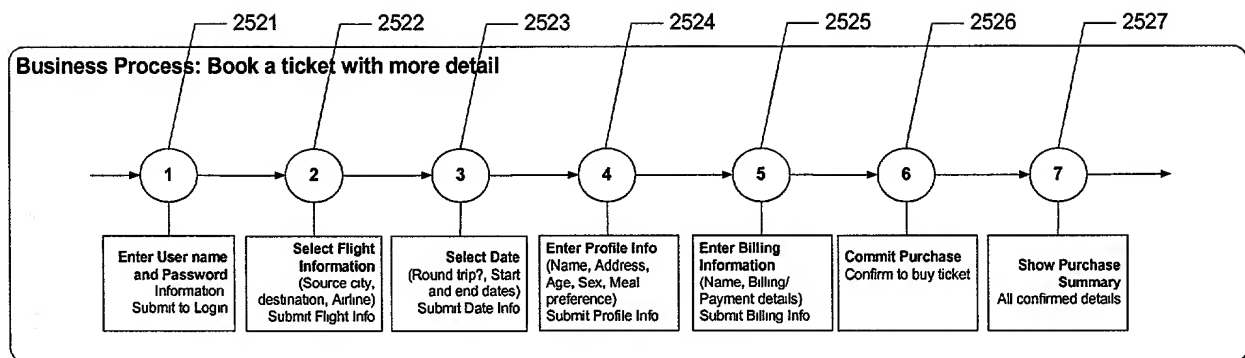 2521
2522
2523
2524
2525
2526
2527
Business Process: Book a ticket with more detail
1
2
3
4
5
6
7
Enter User name
and Password
Information
Submit to Login
Select Flight
Information
(Source city,
destination, Airline)
Submit Flight Info
Select Date
(Round trip?, Start
and end dates)
Submit Date Info
Enter Profile Info
(Name, Address,
Age, Sex, Meal
preference)
Submit Profile Info
Enter Billing
Information
(Name, Billing/
Payment details)
Submit Billing Info
Commit Purchase
Confirm to buy ticket
Show Purchase
Summary
All confirmed details